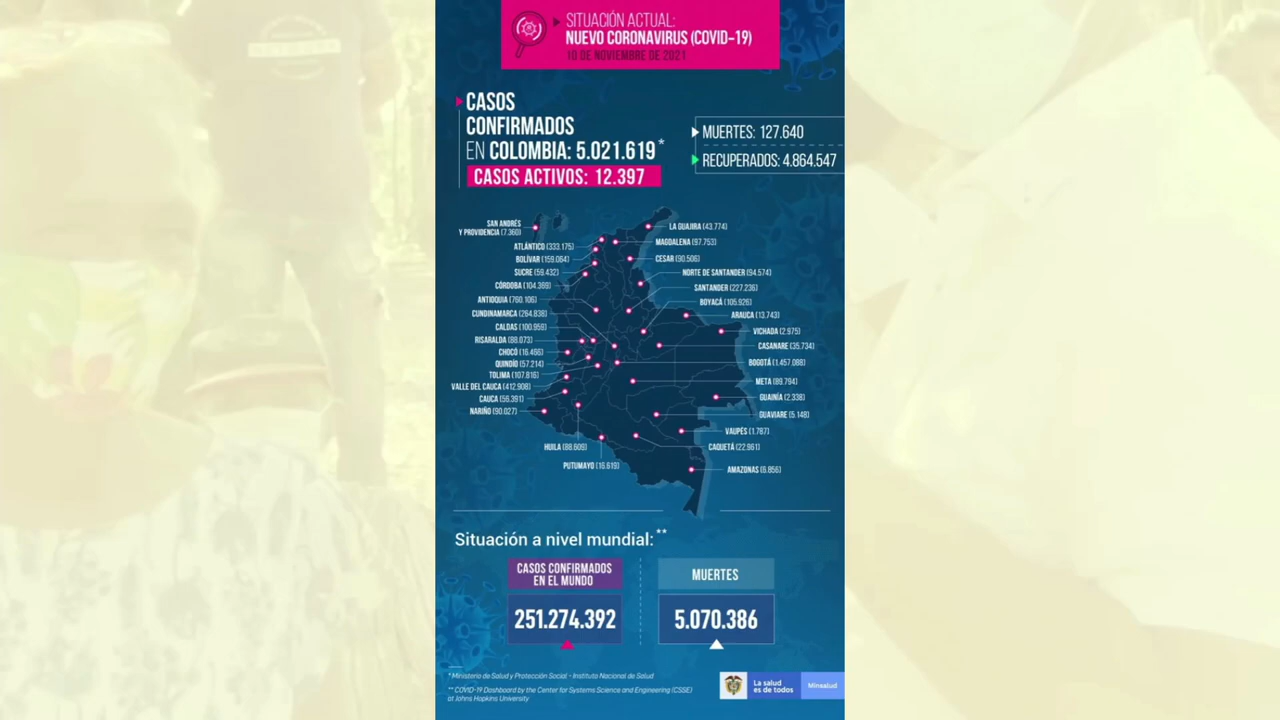 SITUACIÓN ACTUAL:
NUEVO CORONAVIRUS (COVID-19)
10 DE NOVIEMBRE DE 2021
CASOS
CONFIRMADOS
EN COLOMBIA: 5.021.619*
CASOS ACTIVOS: 12.397
MUERTES: 127.640
RECUPERADOS: 4.864.547
SAN ANDRÉS
Y PROVIDENCIA (7.360)
ATLÁNTICO (333.175)
BOLÍVAR (159.064)
SUCRE (59.432)
CÓRDOBA (104.369)
ANTIOQUIA (760.106)
CUNDINAMARCA (264.838)
CALDAS (100.959)
RISARALDA (88.073)
CHOCÓ (16.466)
QUINDÍO (57.214)
TOLIMA (107.816)
VALLE DEL CAUCA (412.908)
CAUCA (56.391)
NARIÑO (90.027)
HUILA (88.609)
PUTUMAYO (16.619)
LA GUAJIRA (43.774)
MAGDALENA (97.753)
CESAR (90.506)
NORTE DE SANTANDER (94.574)
SANTANDER (227.236)
BOYACÁ (105.926)
ARAUCA (13.743)
VICHADA (2.975)
CASANARE (35.734)
BOGOTÁ (1.457.088)
META (89.794)
GUAINÍA (2.338)
GUAVIARE (5.148)
VAUPÉS (1.787)
CAQUETÁ (22.961)
AMAZONAS (6.856)
Situación a nivel mundial:**
CASOS CONFIRMADOS
EN EL MUNDO
251.274.392
MUERTES
5.070.386
* Ministerio de Salud y Protección Social - Instituto Nacional de Salud
** COVID-19 Dashboard by the Center for Systems Science and Engineering (CSSE)
at Johns Hopkins University
La salud
es de todos
Minsalud